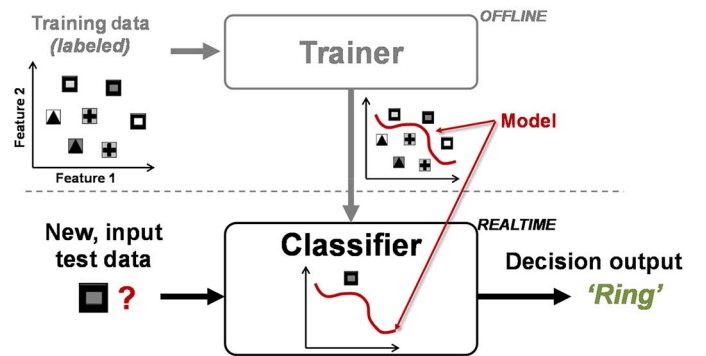 Training data
(labeled)
OFFLINE
Trainer
Feature 2
Feature 1
Model
REALTIME
New, input
test data
?
Classifier
Decision output
‘Ring’